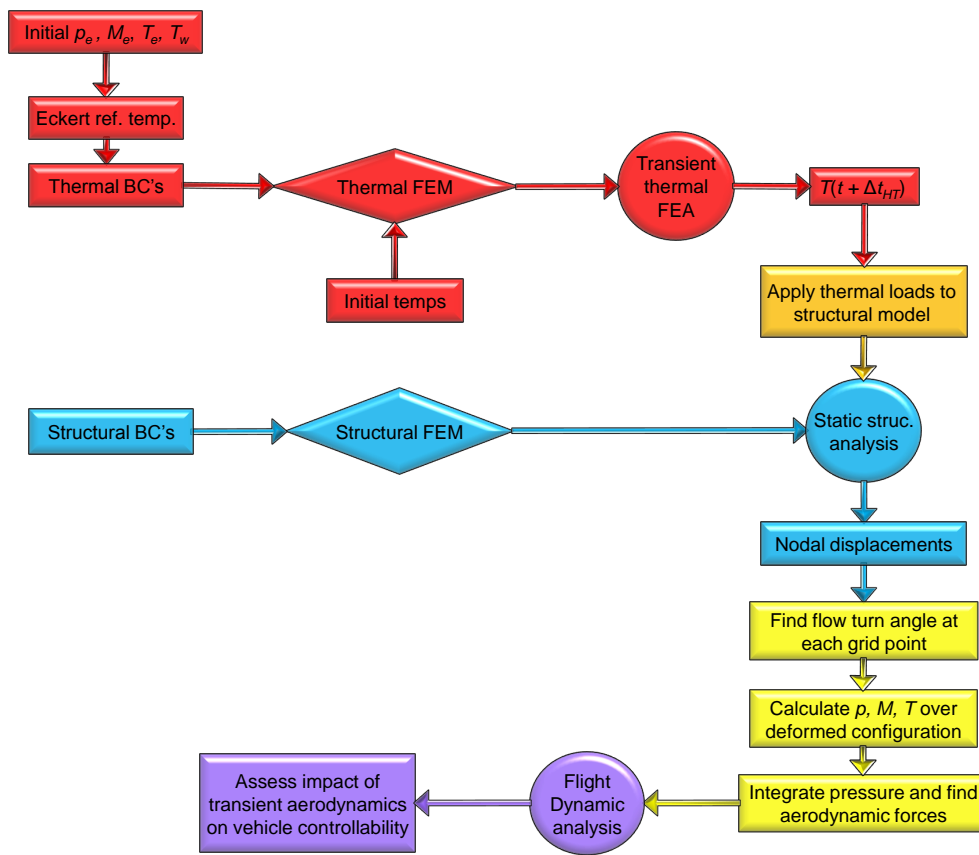 Initial pₑ, Mₑ, Tₑ, T_w
Eckert ref. temp.
Thermal BC's
Thermal FEM
Transient
thermal
FEA
T(t + Δt_HT)
Initial temps
Apply thermal loads to
structural model
Structural BC's
Structural FEM
Static struc.
analysis
Nodal displacements
Find flow turn angle at
each grid point
Calculate p, M, T over
deformed configuration
Integrate pressure and find
aerodynamic forces
Flight
Dynamic
analysis
Assess impact of
transient aerodynamics
on vehicle controllability